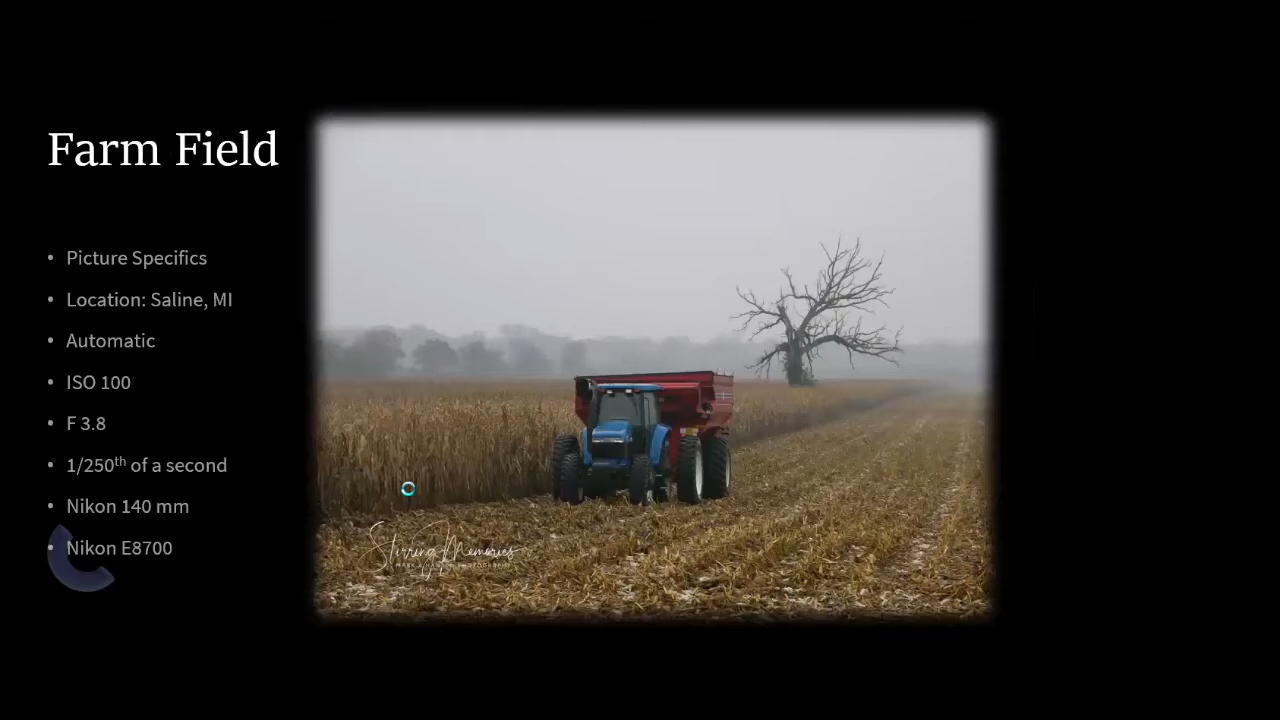 Farm Field
• Picture Specifics
• Location: Saline, MI
• Automatic
• ISO 100
• F 3.8
• 1/250th of a second
• Nikon 140 mm
• Nikon E8700
Stirring Memories
PHOTOGRAPHY